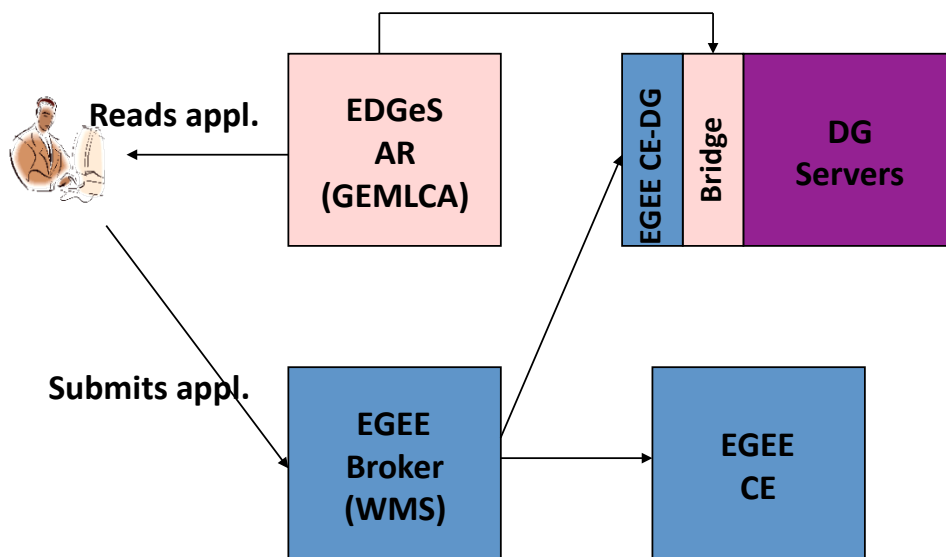 Reads appl.
EDGeS
AR
(GEMLCA)
EGEE CE-DG
Bridge
DG
Servers
Submits appl.
EGEE
Broker
(WMS)
EGEE
CE